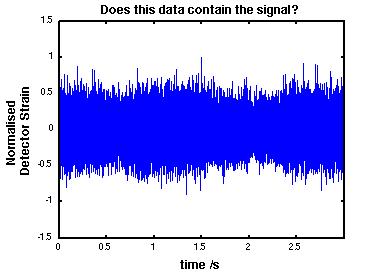 Does this data contain the signal?
1.5
1
0.5
0
-0.5
-1
-1.5
Normalised
Detector Strain
0 0.5 1 1.5 2 2.5
time /s